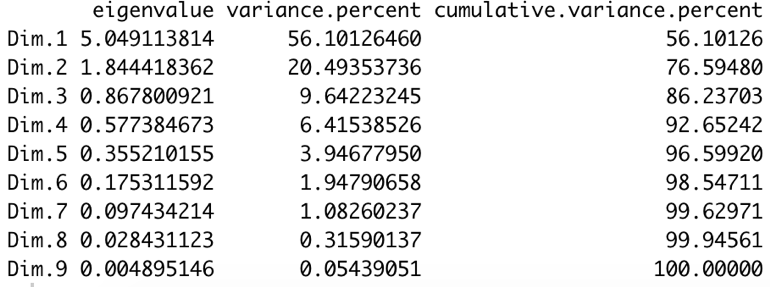 eigenvalue variance.percent cumulative.variance.percent
Dim.1 5.049113814 56.10126460 56.10126
Dim.2 1.844418362 20.49353736 76.59480
Dim.3 0.867800921 9.64223245 86.23703
Dim.4 0.577384673 6.41538526 92.65242
Dim.5 0.355210155 3.94677950 96.59920
Dim.6 0.175311592 1.94790658 98.54711
Dim.7 0.097434214 1.08260237 99.62971
Dim.8 0.028431123 0.31590137 99.94561
Dim.9 0.004895146 0.05439051 100.00000